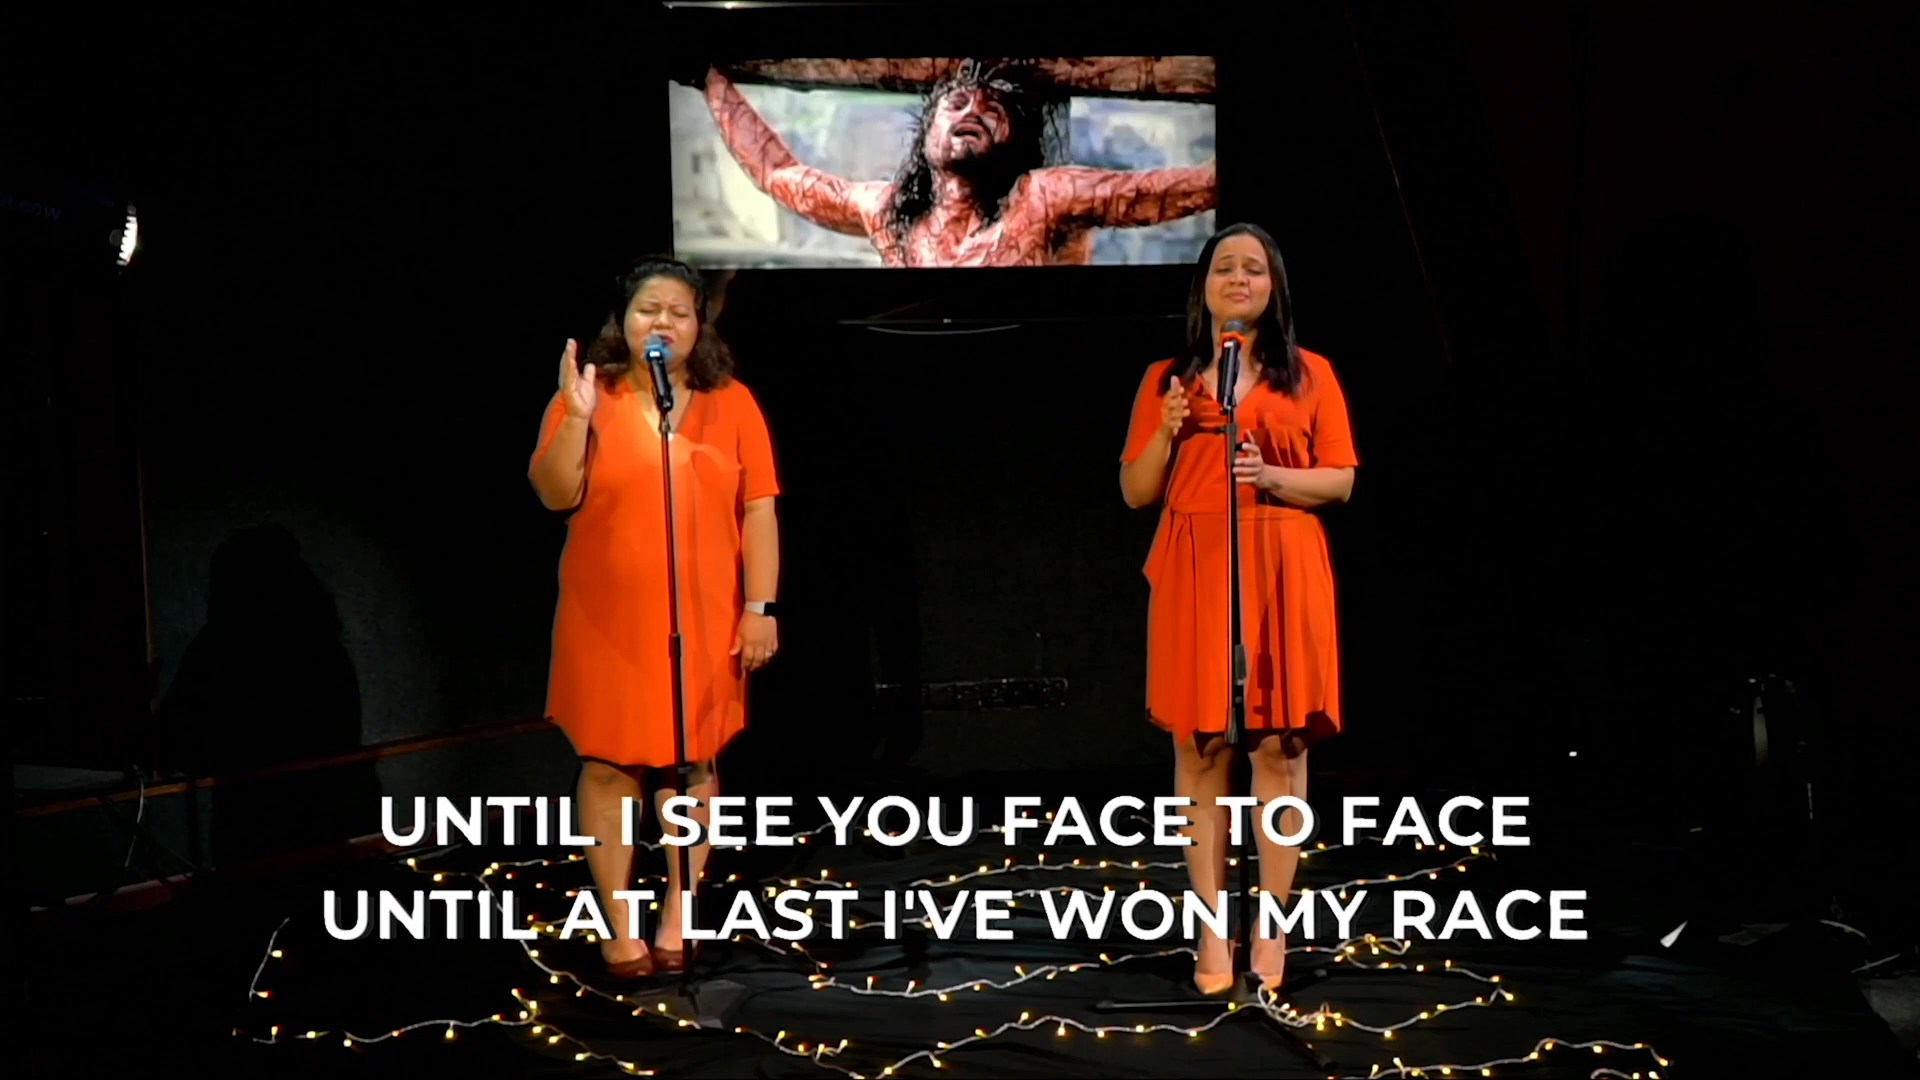 UNTIL I SEE YOU FACE TO FACE
UNTIL AT LAST I'VE WON MY RACE